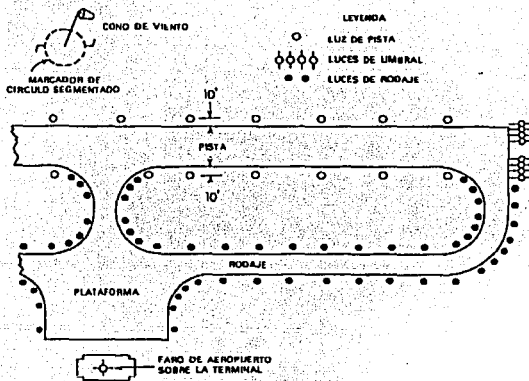 CONO DE VIENTO
MARCADOR DE
CIRCULO SEGMENTADO
LEYENDA
LUZ DE PISTA
LUCES DE UMBRAL
LUCES DE RODAJE
10'
PISTA
10'
RODAJE
PLATAFORMA
FARO DE AEROPUERTO
SOBRE LA TERMINAL